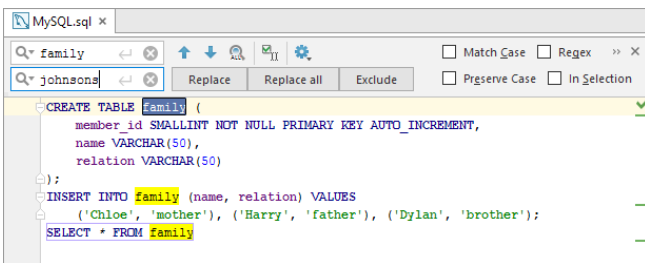 MySQL.sql
family
Match Case Regex
johnsons
Replace Replace all Exclude
Preserve Case In Selection
CREATE TABLE family (
member_id SMALLINT NOT NULL PRIMARY KEY AUTO_INCREMENT,
name VARCHAR(50),
relation VARCHAR(50)
);
INSERT INTO family (name, relation) VALUES
('Chloe', 'mother'), ('Harry', 'father'), ('Dylan', 'brother');
SELECT * FROM family